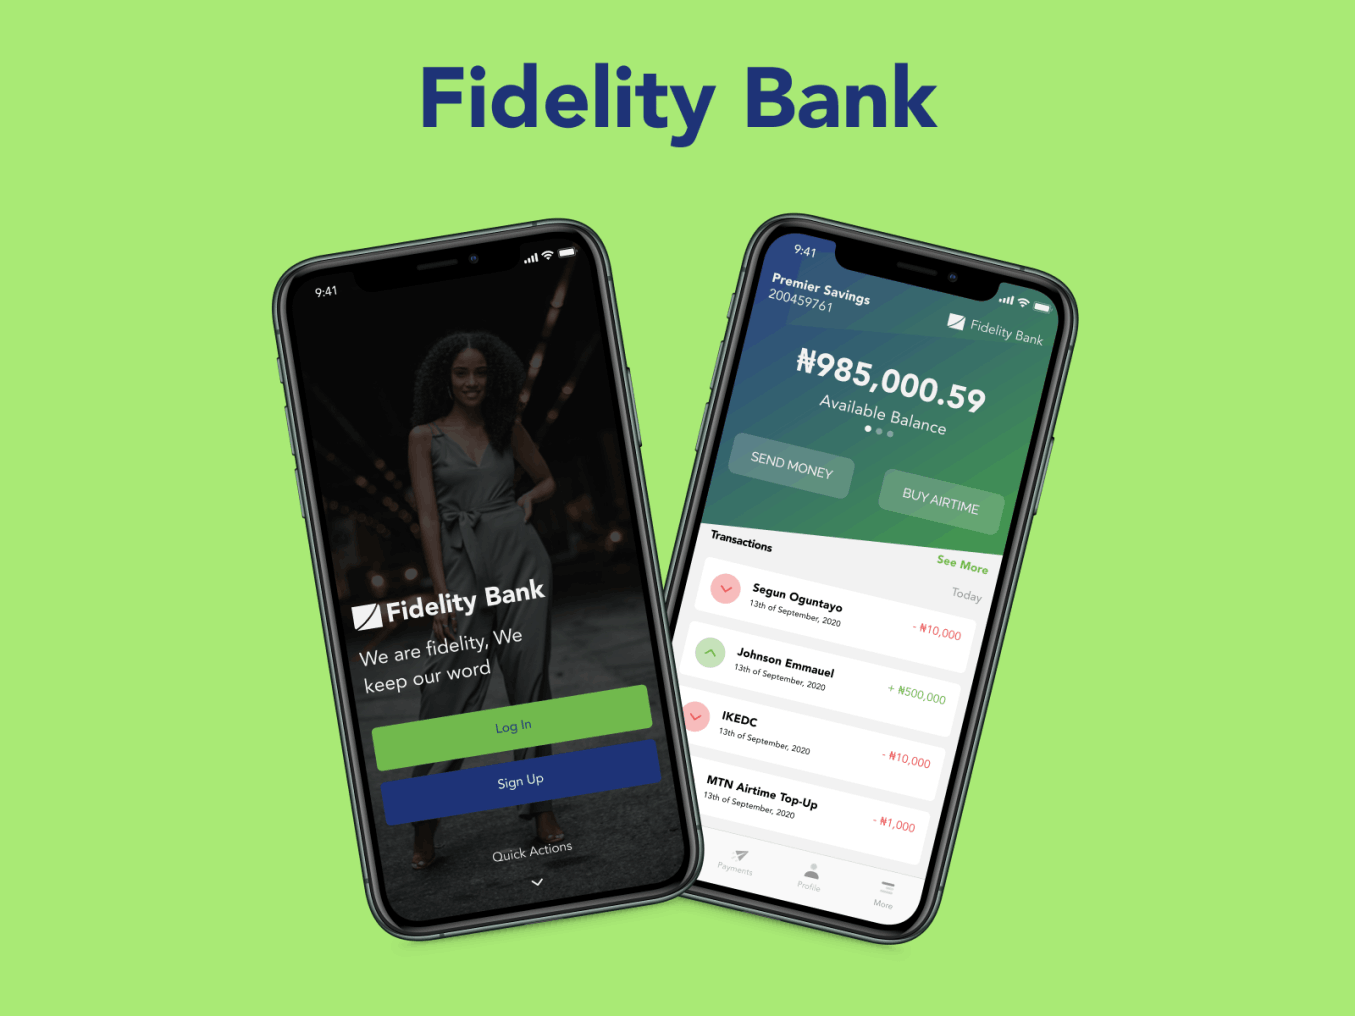 Fidelity Bank
9:41
Fidelity Bank
We are fidelity, We
keep our word
Log In
Sign Up
Quick Actions
9:41
Premier Savings
200459761
Fidelity Bank
₦985,000.59
Available Balance
SEND MONEY
BUY AIRTIME
Transactions
See More
Today
Segun Oguntayo
13th of September, 2020
- ₦10,000
Johnson Emmauel
13th of September, 2020
+ ₦500,000
IKEDC
13th of September, 2020
- ₦10,000
MTN Airtime Top-Up
13th of September, 2020
- ₦1,000
Payments
Profile
More